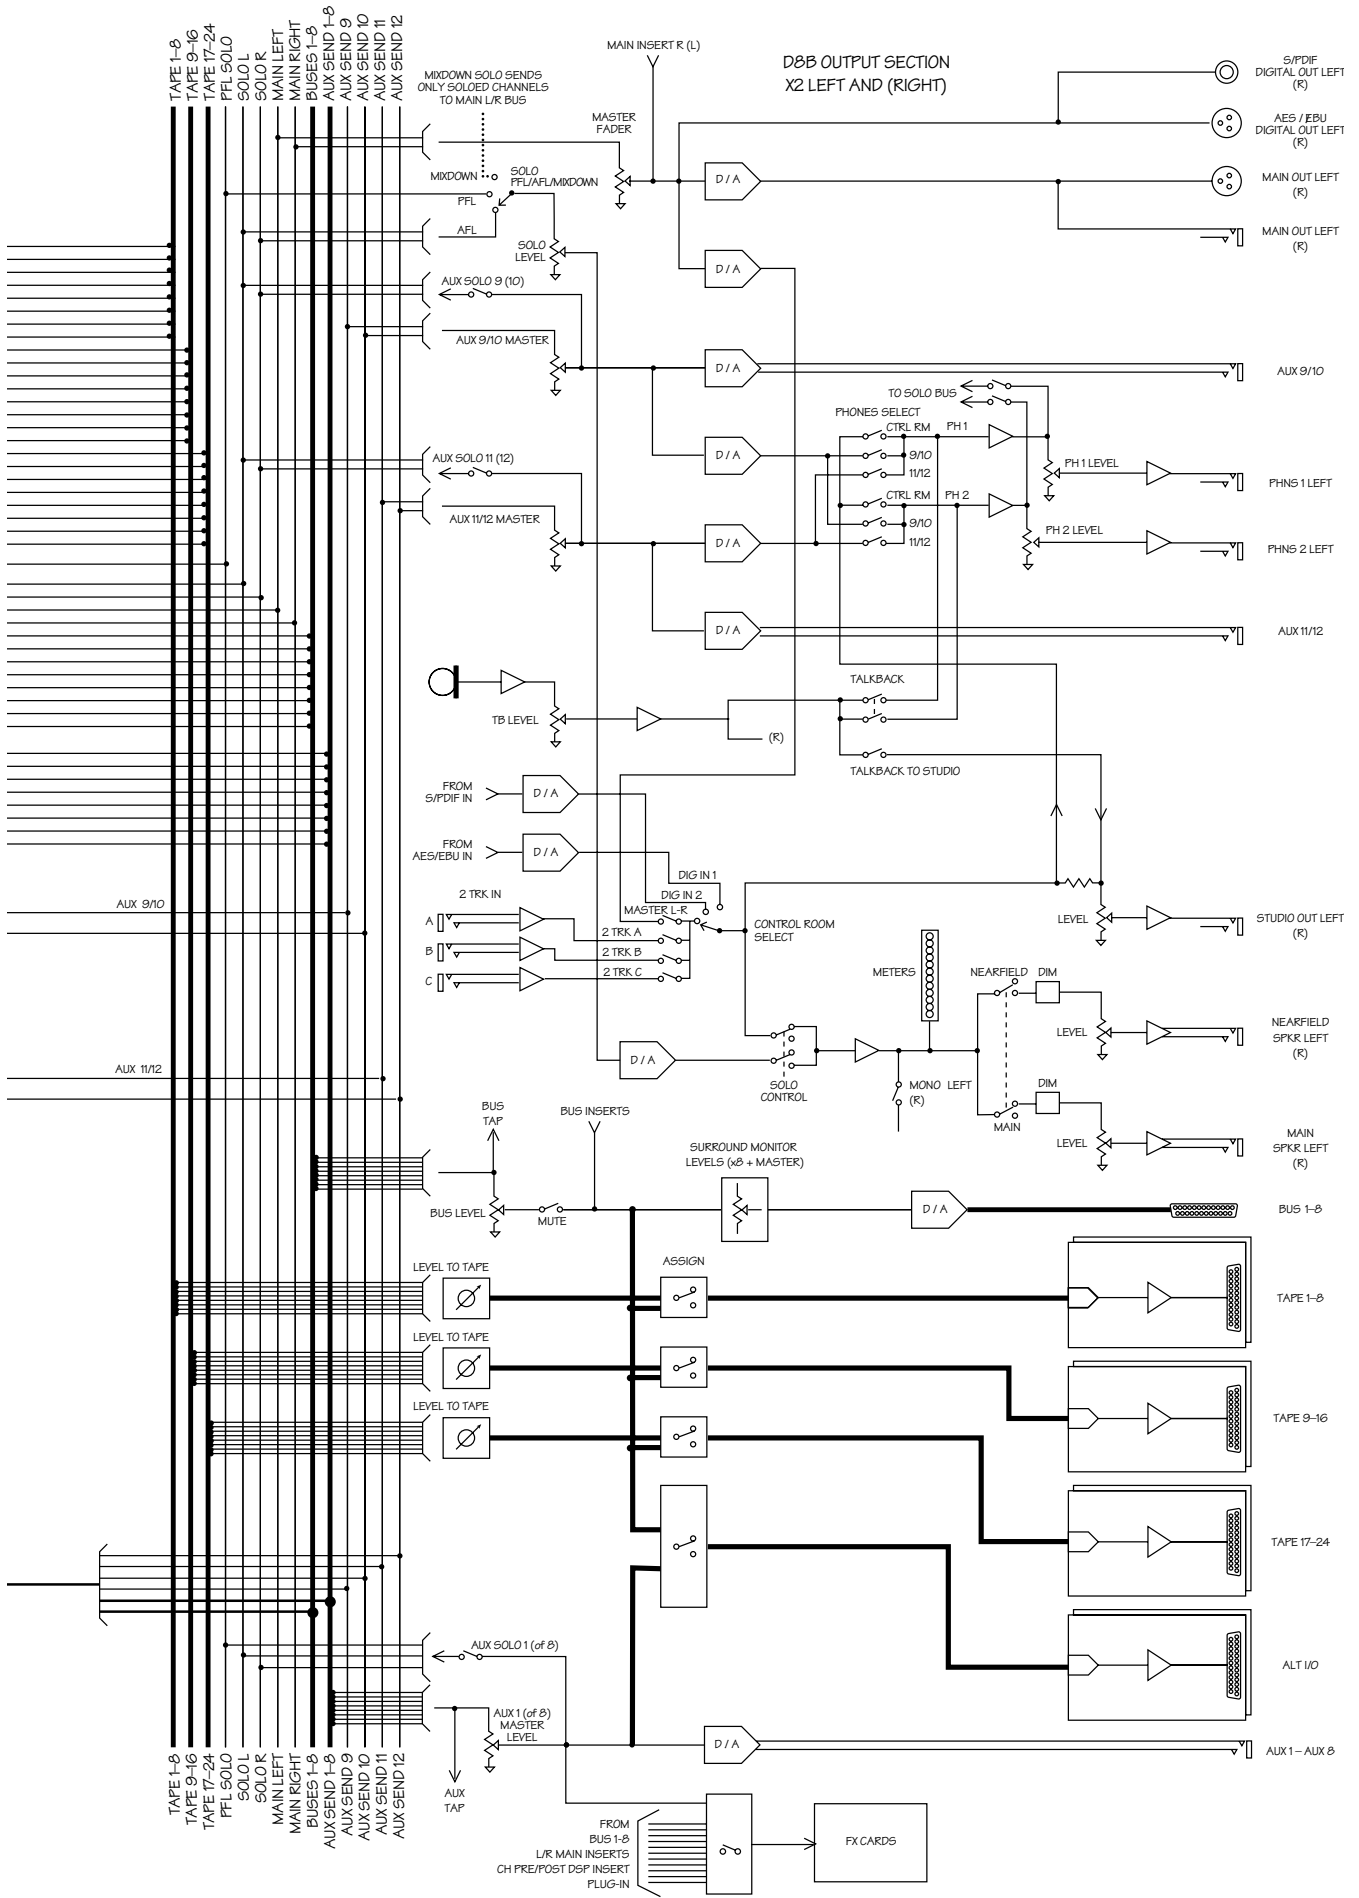 TAPE 1–8
TAPE 9–16
TAPE 17–24
PFL SOLO
SOLO L
SOLO R
MAIN LEFT
MAIN RIGHT
BUSES 1–8
AUX SEND 1–8
AUX SEND 9
AUX SEND 10
AUX SEND 11
AUX SEND 12
MIXDOWN SOLO SENDS
ONLY SOLOED CHANNELS
TO MAIN L/R BUS
MAIN INSERT R (L)
D8B OUTPUT SECTION
X2 LEFT AND (RIGHT)
S/PDIF
DIGITAL OUT LEFT
(R)
MASTER
FADER
AES / EBU
DIGITAL OUT LEFT
(R)
MIXDOWN
SOLO
PFL/AFL/MIXDOWN
PFL
D / A
MAIN OUT LEFT
(R)
AFL
SOLO
LEVEL
MAIN OUT LEFT
(R)
D / A
AUX SOLO 9 (10)
AUX 9/10 MASTER
D / A
AUX 9/10
TO SOLO BUS
PHONES SELECT
CTRL RM
PH 1
D / A
9/10
11/12
AUX SOLO 11 (12)
PH 1 LEVEL
PHNS 1 LEFT
CTRL RM
PH 2
AUX 11/12 MASTER
9/10
D / A
11/12
PH 2 LEVEL
PHNS 2 LEFT
D / A
AUX 11/12
TALKBACK
TB LEVEL
(R)
TALKBACK TO STUDIO
FROM
S/PDIF IN
D / A
FROM
AES/EBU IN
D / A
DIG IN 1
2 TRK IN
DIG IN 2
AUX 9/10
MASTER L-R
A
2 TRK A
CONTROL ROOM
SELECT
LEVEL
STUDIO OUT LEFT
(R)
B
2 TRK B
C
2 TRK C
METERS
NEARFIELD
DIM
LEVEL
NEARFIELD
SPKR LEFT
(R)
AUX 11/12
D / A
SOLO
CONTROL
MONO LEFT
(R)
DIM
MAIN
LEVEL
MAIN
SPKR LEFT
(R)
BUS
TAP
BUS INSERTS
SURROUND MONITOR
LEVELS (x8 + MASTER)
BUS LEVEL
MUTE
D / A
BUS 1–8
LEVEL TO TAPE
ASSIGN
TAPE 1–8
LEVEL TO TAPE
LEVEL TO TAPE
TAPE 9–16
TAPE 17–24
AUX SOLO 1 (of 8)
ALT I/O
AUX 1 (of 8)
MASTER
LEVEL
D / A
AUX 1 – AUX 8
AUX
TAP
TAPE 1–8
TAPE 9–16
TAPE 17–24
PFL SOLO
SOLO L
SOLO R
MAIN LEFT
MAIN RIGHT
BUSES 1–8
AUX SEND 1–8
AUX SEND 9
AUX SEND 10
AUX SEND 11
AUX SEND 12
FROM
BUS 1-8
L/R MAIN INSERTS
CH PRE/POST DSP INSERT
PLUG-IN
FX CARDS